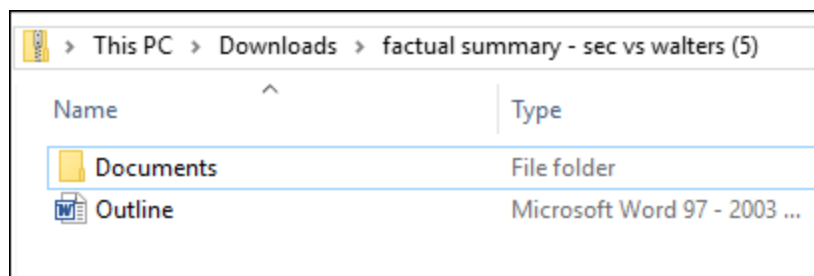 > This PC > Downloads > factual summary - sec vs walters (5)
Name Type
Documents File folder
Outline Microsoft Word 97 - 2003 ...